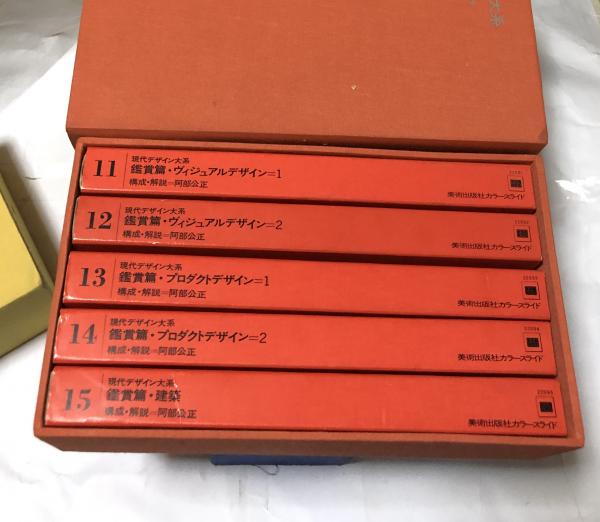 大系
11
現代デザイン大系
鑑賞篇・ヴィジュアルデザイン=1
構成・解説=阿部公正
美術出版社カラースライド
12
現代デザイン大系
鑑賞篇・ヴィジュアルデザイン=2
構成・解説=阿部公正
美術出版社カラースライド
13
現代デザイン大系
鑑賞篇・プロダクトデザイン=1
構成・解説=阿部公正
美術出版社カラースライド
14
現代デザイン大系
鑑賞篇・プロダクトデザイン=2
構成・解説=阿部公正
美術出版社カラースライド
15
現代デザイン大系
鑑賞篇・建築
構成・解説=阿部公正
美術出版社カラースライド